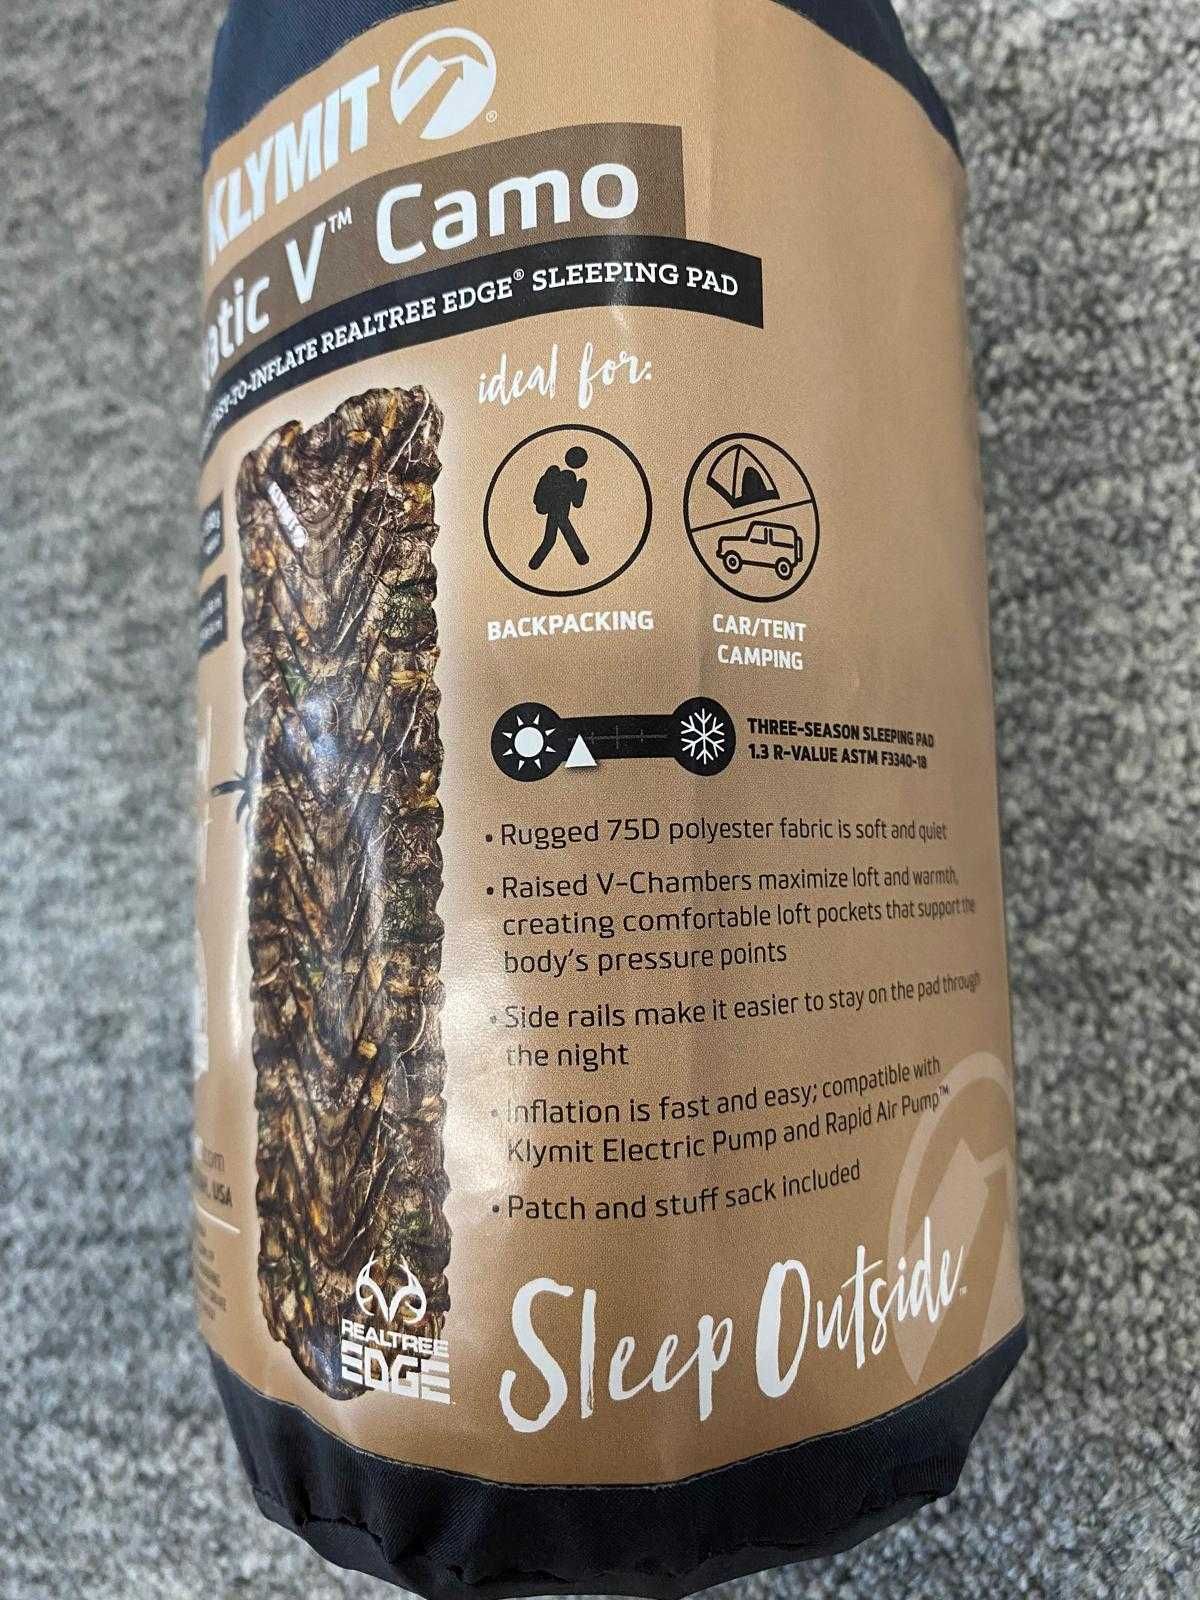 KLYMIT
V™ Camo
REALTREE EDGE® SLEEPING PAD
ideal for:
BACKPACKING
CAR/TENT
CAMPING
THREE-SEASON SLEEPING PAD
1.3 R-VALUE ASTM F3340-18
• Rugged 75D polyester fabric is soft and quiet
• Raised V-Chambers maximize loft and warmth,
creating comfortable loft pockets that support the
body's pressure points
• Side rails make it easier to stay on the pad through
the night
• Inflation is fast and easy; compatible with
Klymit Electric Pump and Rapid Air Pump™
• Patch and stuff sack included
USA
REALTREE
EDGE
Sleep Outside™